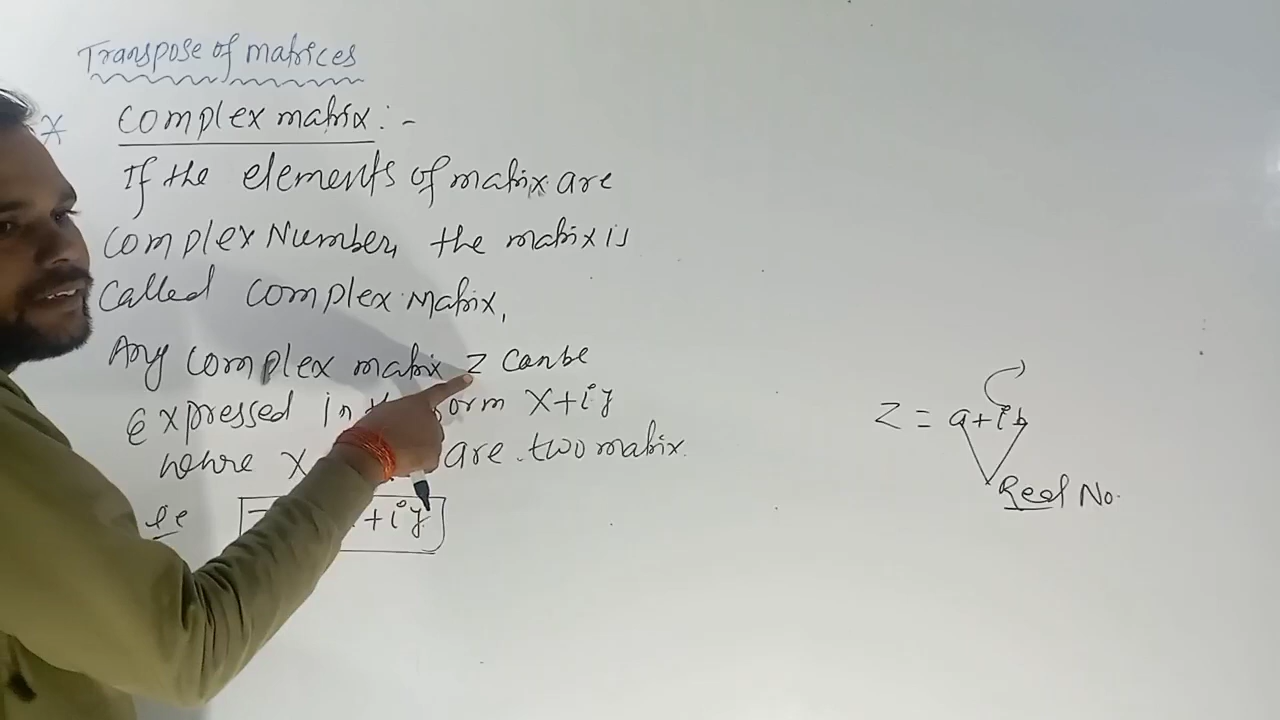 Transpose of matrices
* Complex matrix :-
If the elements of matrix are
Complex Number, the matrix is
Called Complex Matrix,
Any Complex matrix Z can be
expressed in form X+iy
where X are two matrix.
ie +iy
Z = a+ib
Real No.